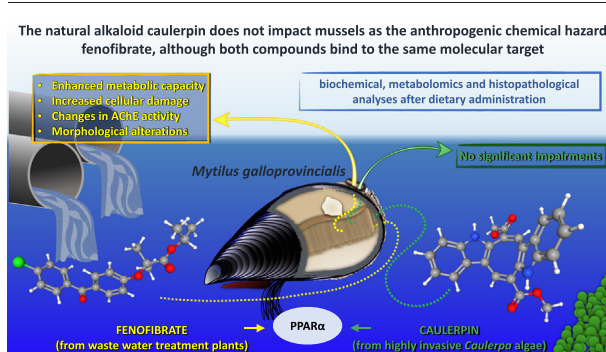 The natural alkaloid caulerpin does not impact mussels as the anthropogenic chemical hazard
fenofibrate, although both compounds bind to the same molecular target
• Enhanced metabolic capacity
• Increased cellular damage
• Changes in AChE activity
• Morphological alterations
biochemical, metabolomics and histopathological
analyses after dietary administration
No significant impairments
Mytilus galloprovincialis
FENOFIBRATE
(from waste water treatment plants)
PPARα
CAULERPIN
(from highly invasive Caulerpa algae)